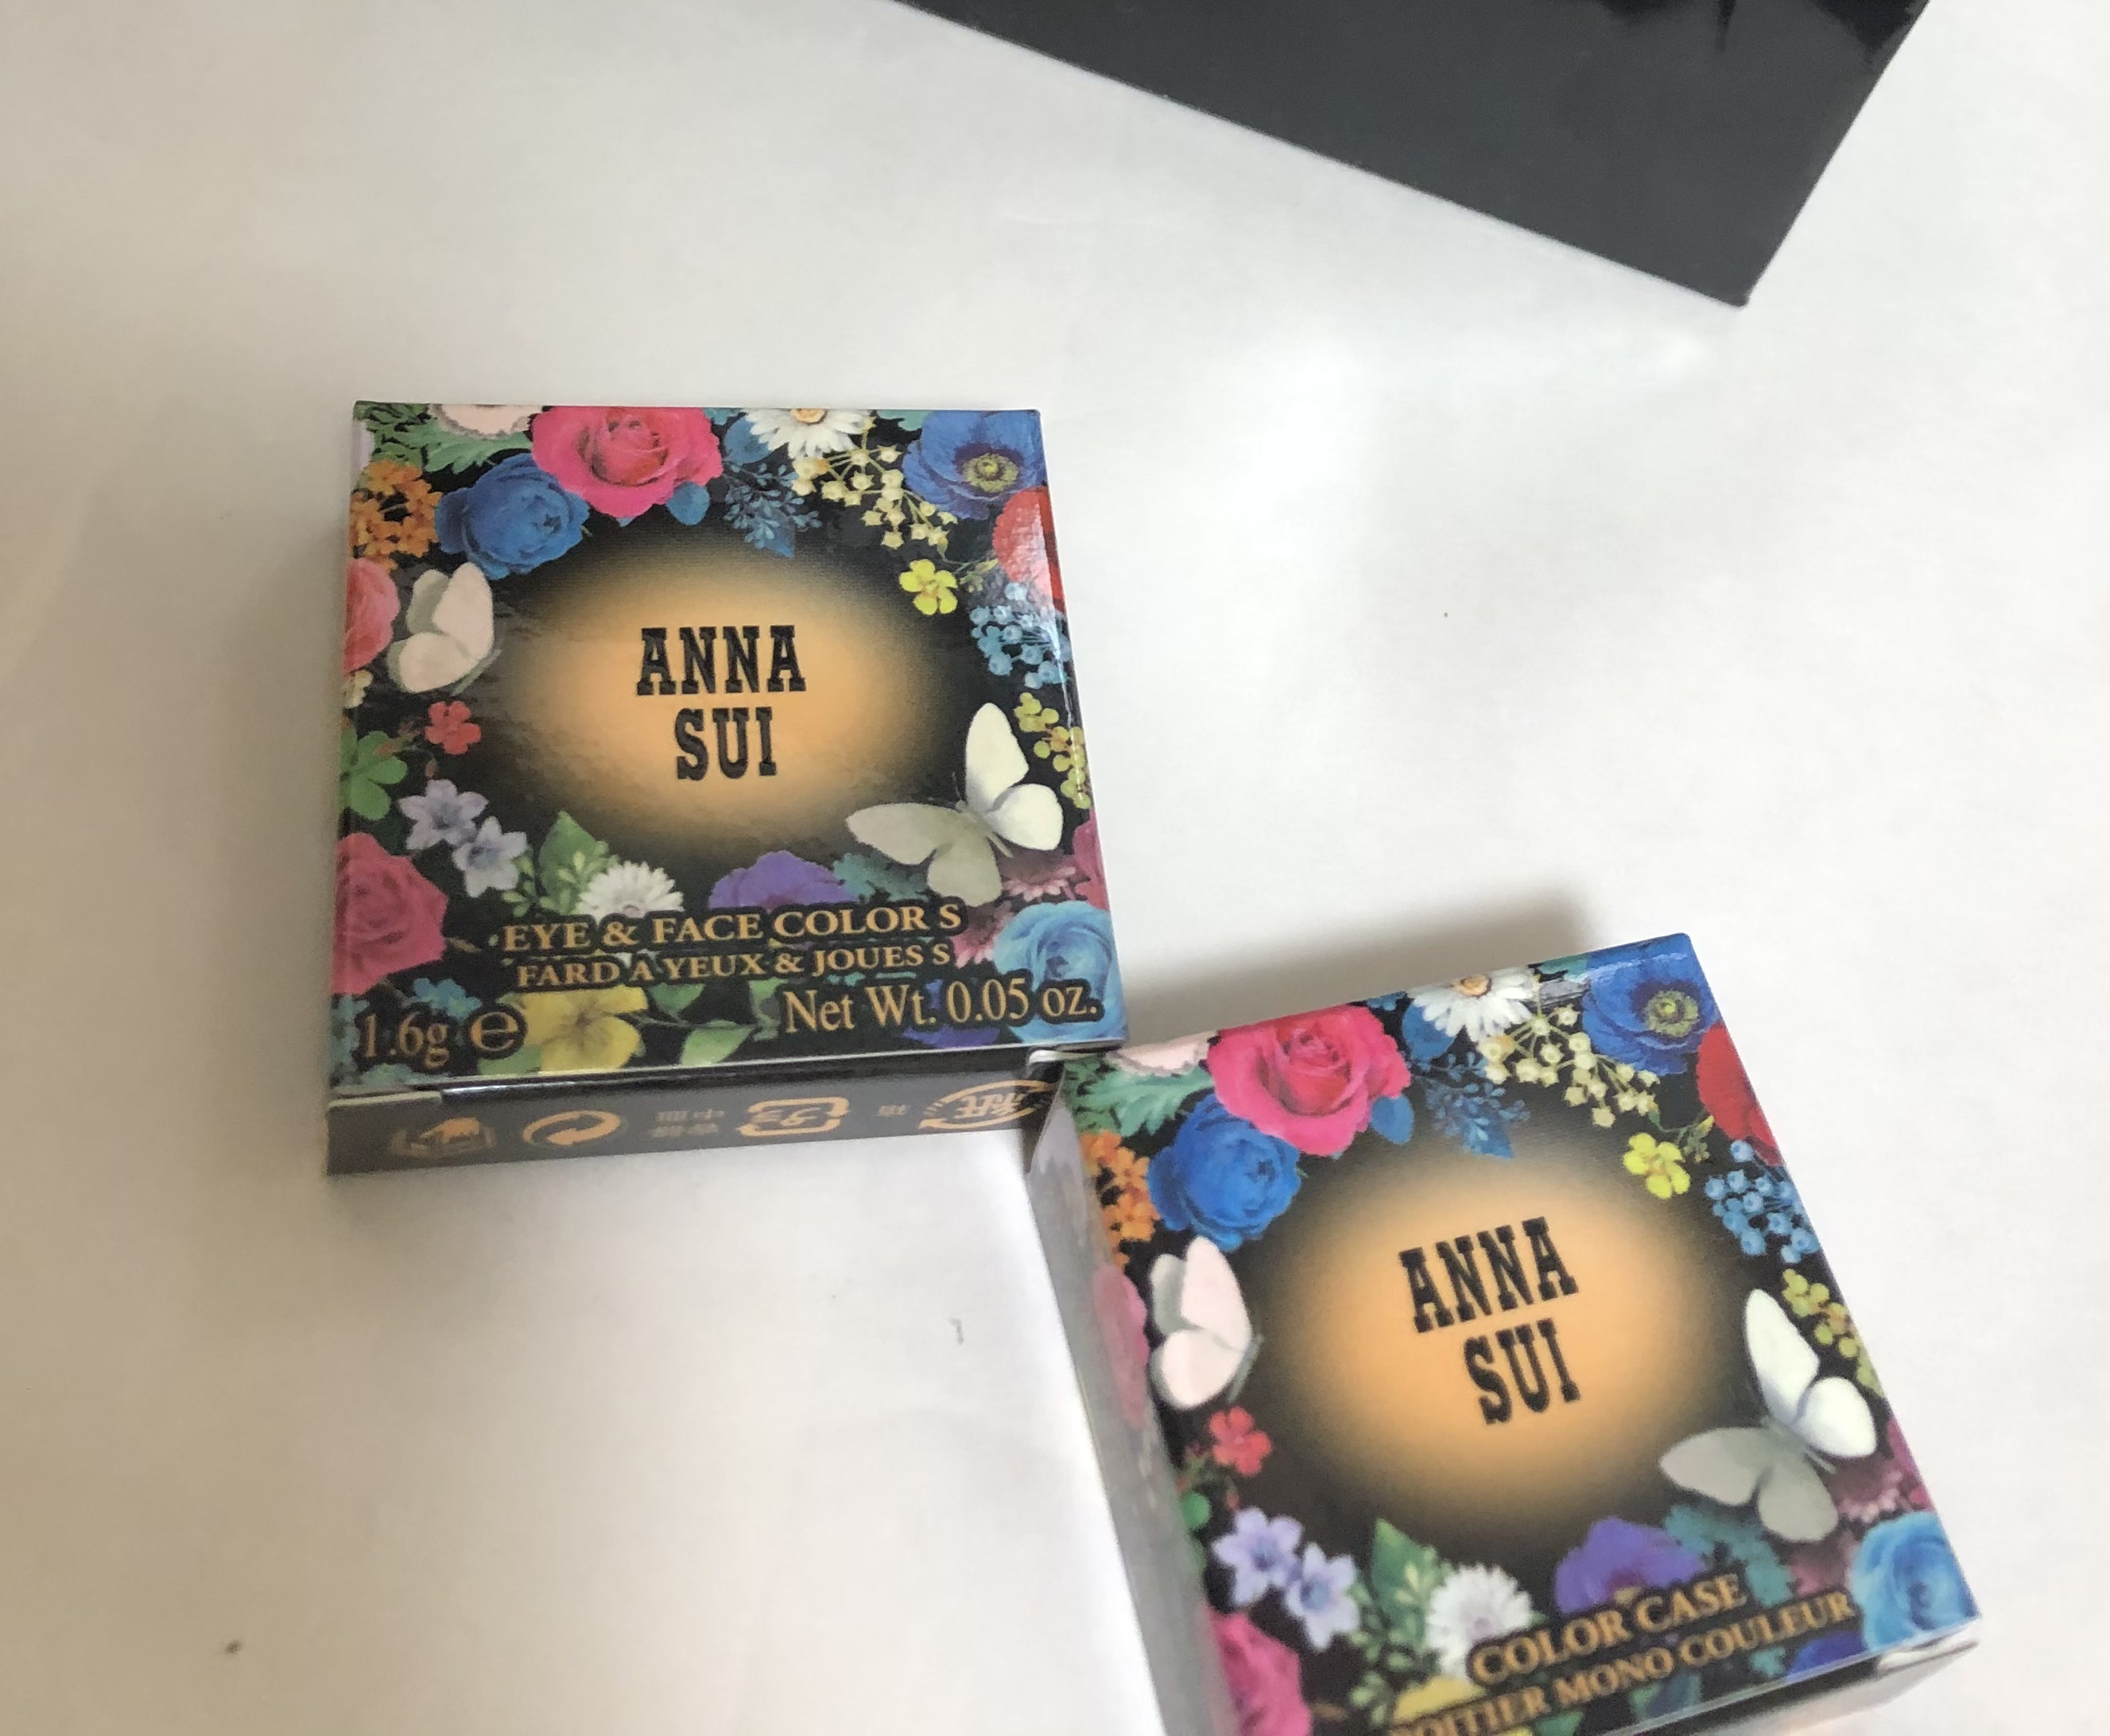 ANNA
SUI
EYE & FACE COLOR S
FARD A YEUX & JOUES S
1.6g e Net Wt. 0.05 oz.
ANNA
SUI
COLOR CASE
BOITIER MONO COULEUR